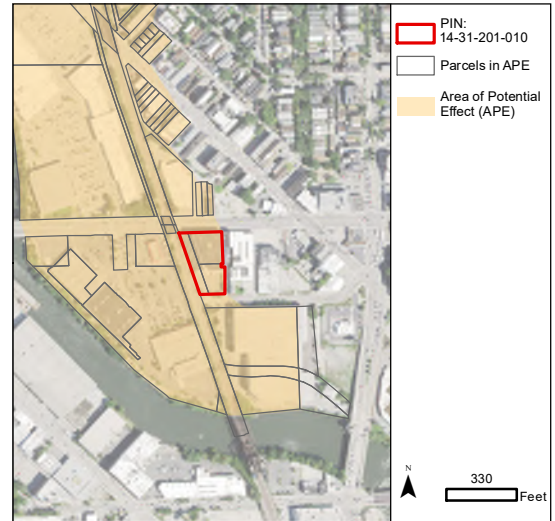 PIN:
14-31-201-010
Parcels in APE
Area of Potential
Effect (APE)
N
330
Feet